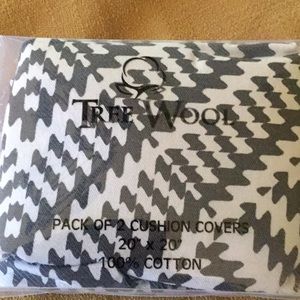 TREE WOOL
PACK OF 2 CUSHION COVERS
20" x 20"
100% COTTON